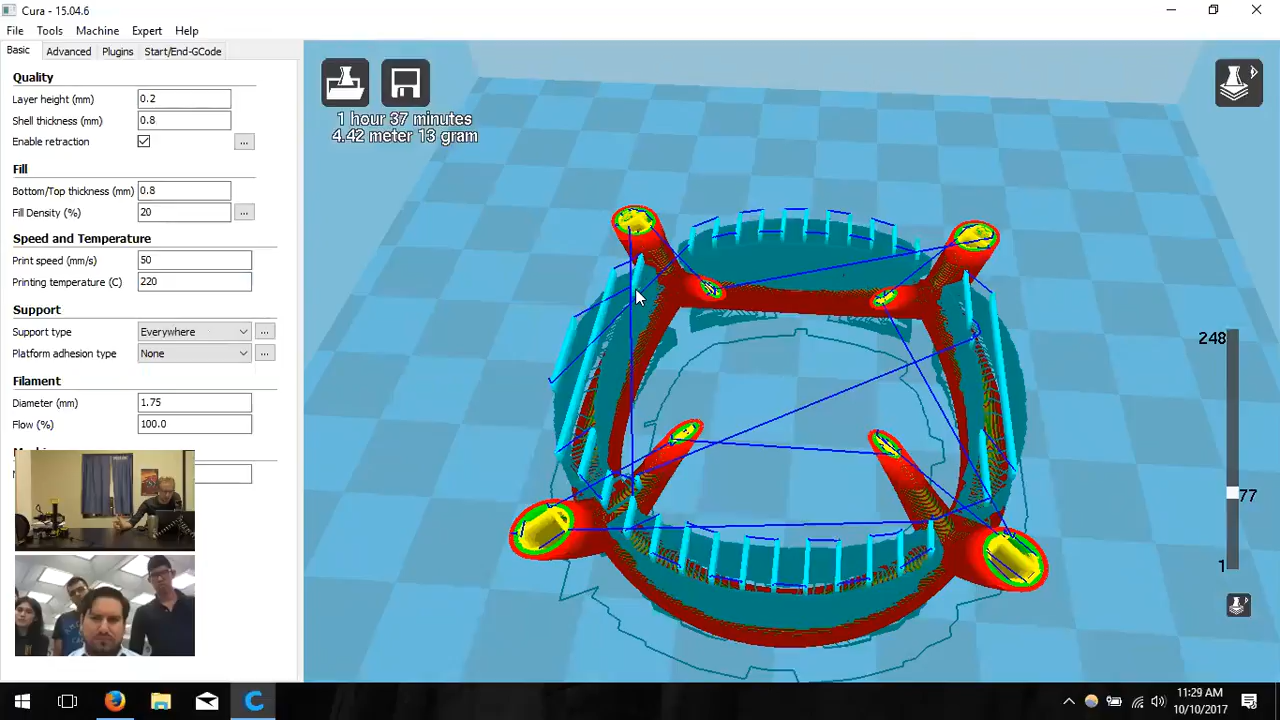 Cura - 15.04.6
File Tools Machine Expert Help
Basic Advanced Plugins Start/End-GCode
Quality
Layer height (mm) 0.2
Shell thickness (mm) 0.8
Enable retraction ...
Fill
Bottom/Top thickness (mm) 0.8
Fill Density (%) 20 ...
Speed and Temperature
Print speed (mm/s) 50
Printing temperature (C) 220
Support
Support type Everywhere ...
Platform adhesion type None ...
Filament
Diameter (mm) 1.75
Flow (%) 100.0
1 hour 37 minutes
4.42 meter 13 gram
248
77
1
11:29 AM
10/10/2017